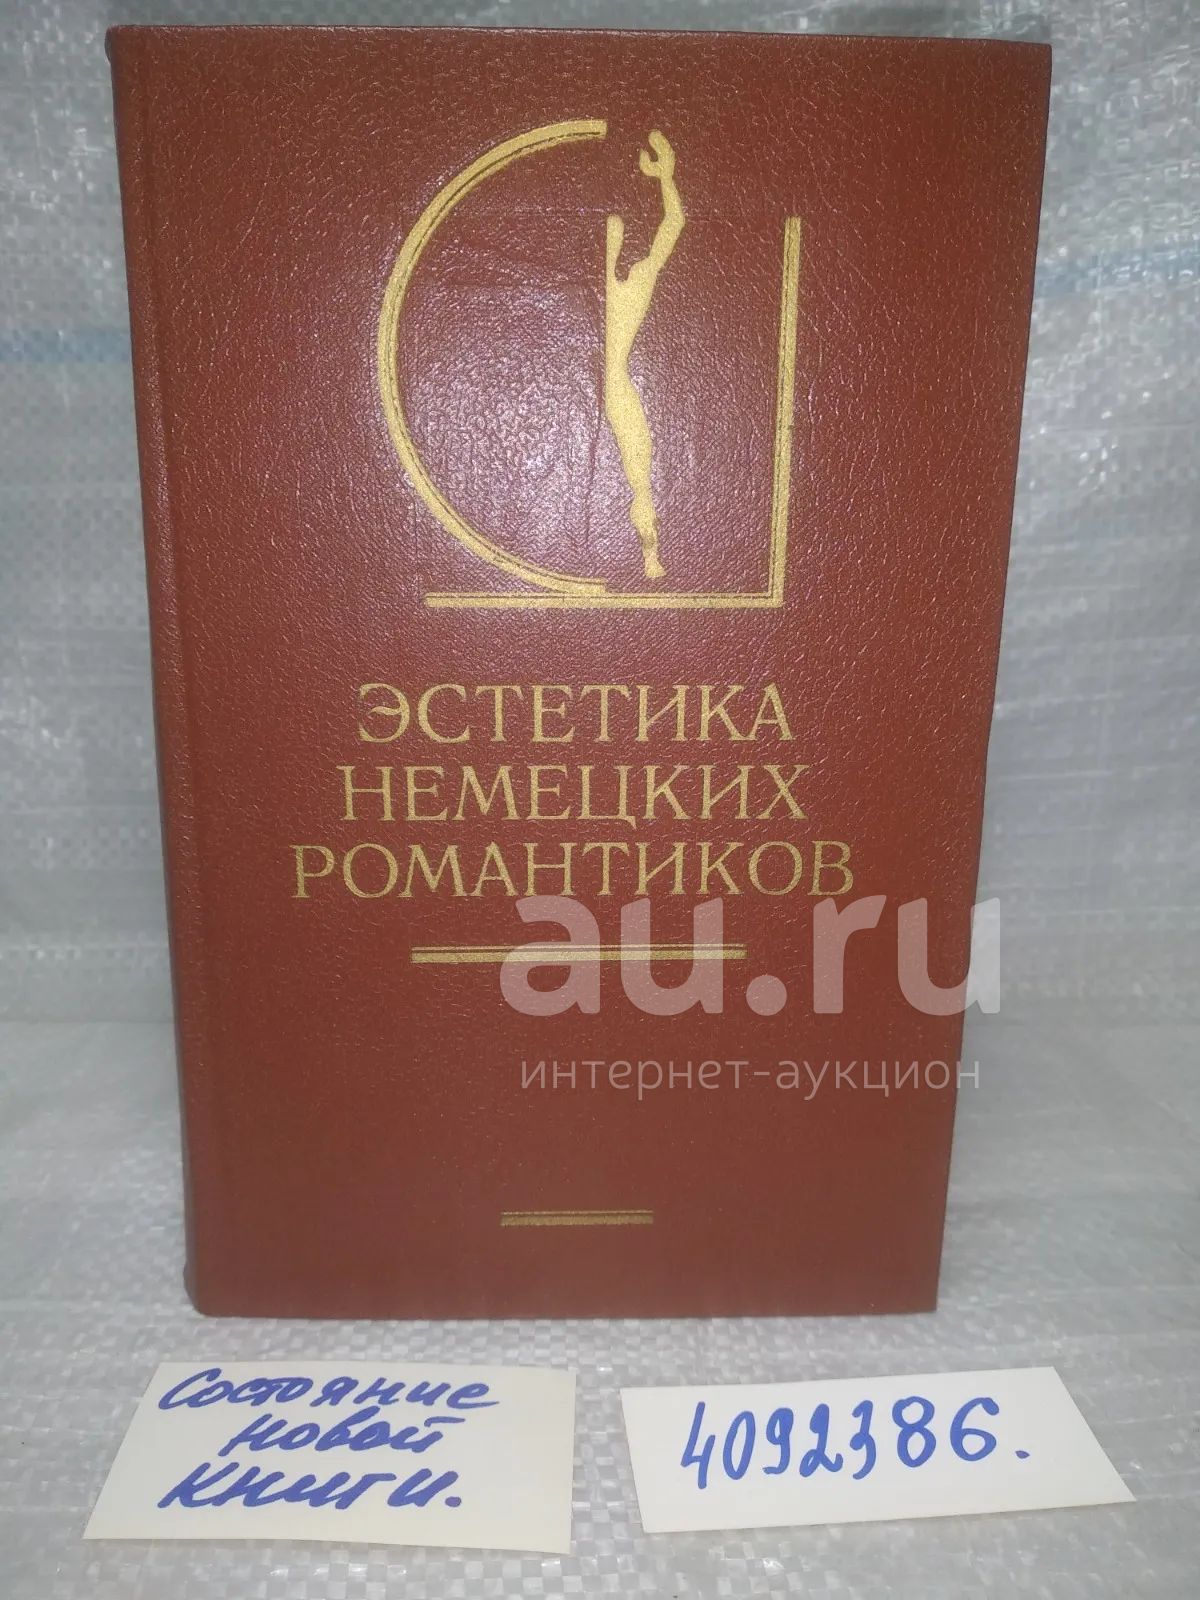 ЭСТЕТИКА
НЕМЕЦКИХ
РОМАНТИКОВ
au.ru
интернет-аукцион
Состояние
новой
книги.
4092386.